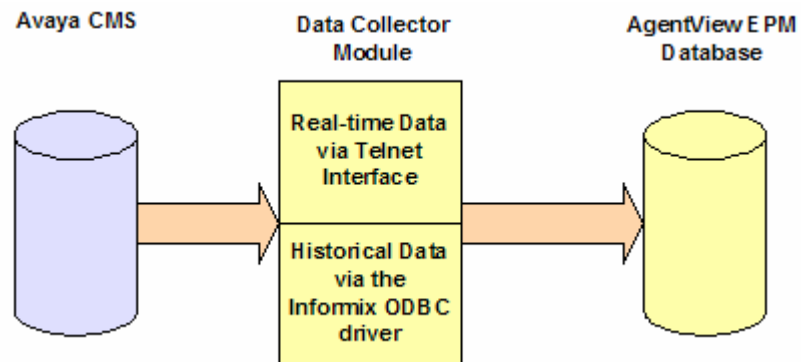 Avaya CMS
Data Collector
Module
AgentView EPM
Database
Real-time Data
via Telnet
Interface
Historical Data
via the
Informix ODBC
driver